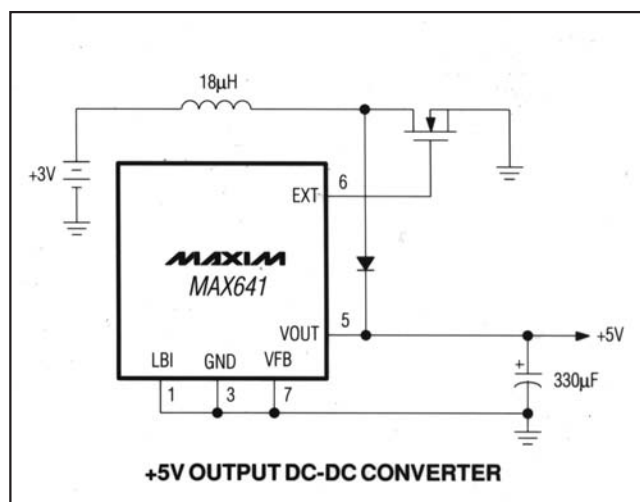 18μH
+3V
6
EXT
MAXIM
MAX641
VOUT
5
+5V
LBI GND VFB
1 3 7
+
330μF
+5V OUTPUT DC-DC CONVERTER